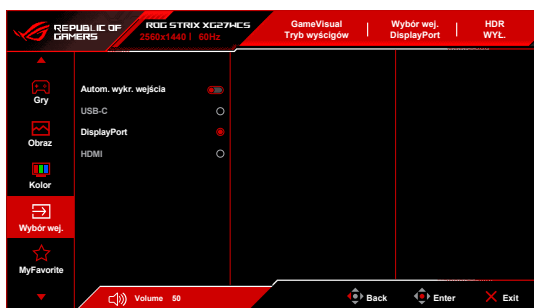 REPUBLIC OF
GAMERS
ROG STRIX XG27WCS
2560x1440 | 60Hz
GameVisual
Tryb wyścigów
Wybór wej.
DisplayPort
HDR
WYŁ.
Gry
Obraz
Kolor
Wybór wej.
MyFavorite
Autom. wykr. wejścia
USB-C
DisplayPort
HDMI
Volume 50
Back
Enter
Exit